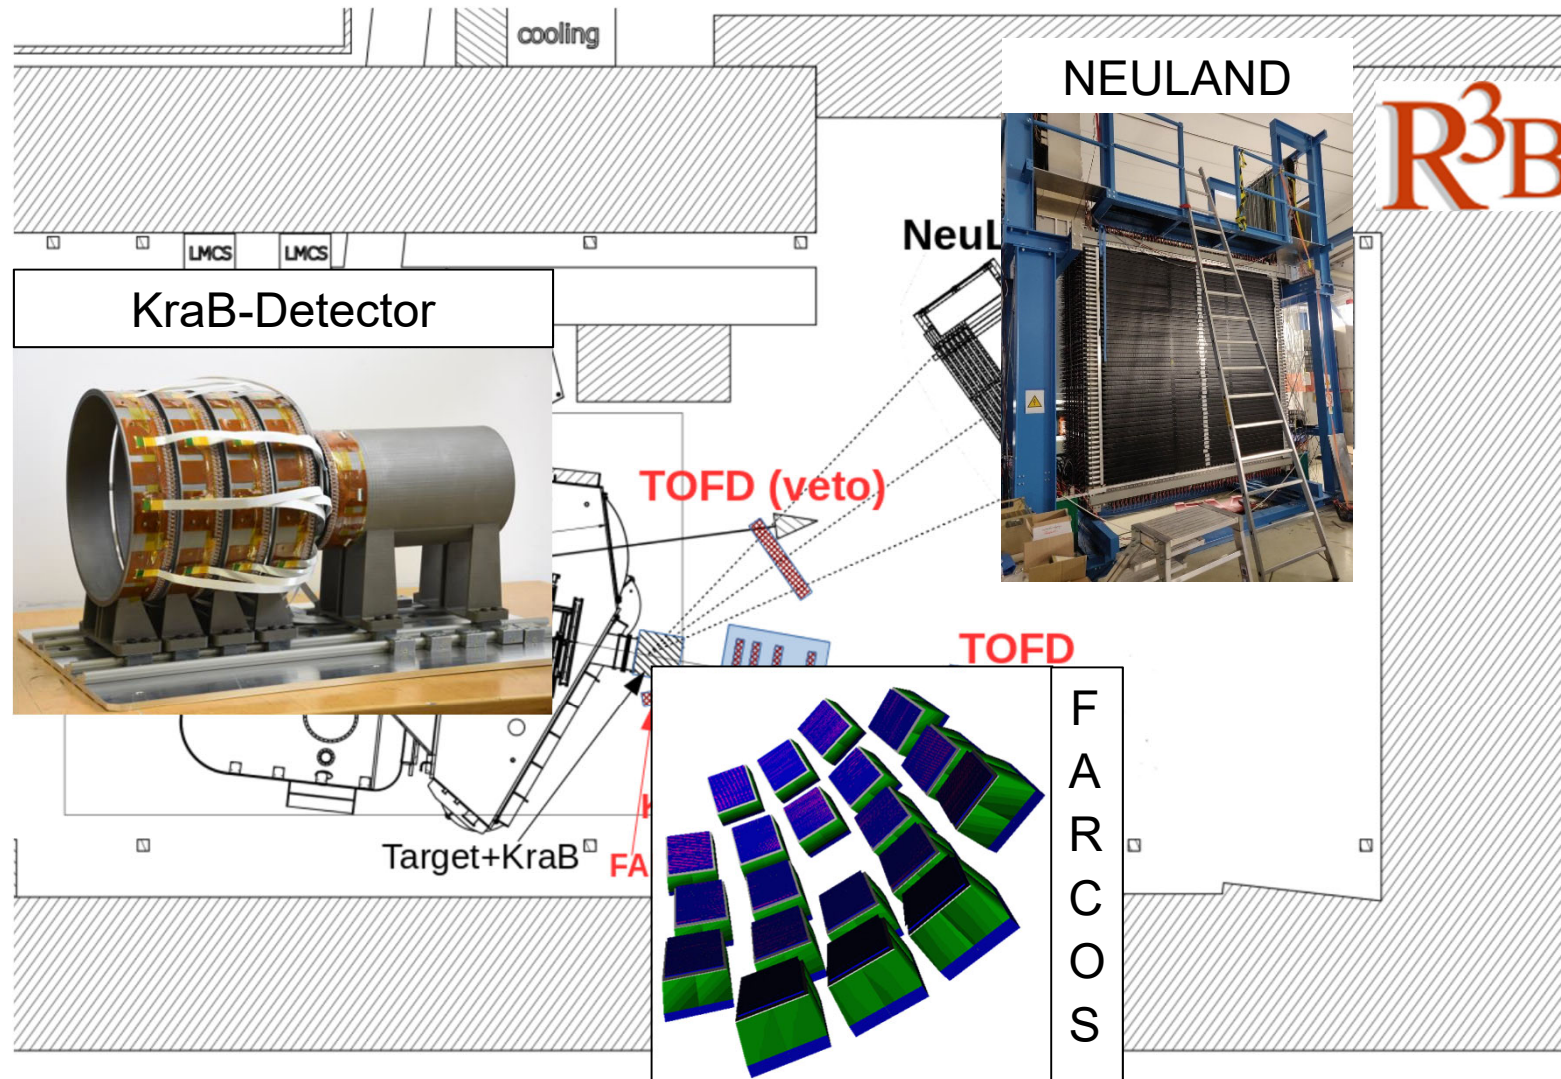 cooling
NEULAND
R³B
NeuL
LMCS
LMCS
KraB-Detector
TOFD (veto)
TOFD
Target+KraB
FA
F
A
R
C
O
S